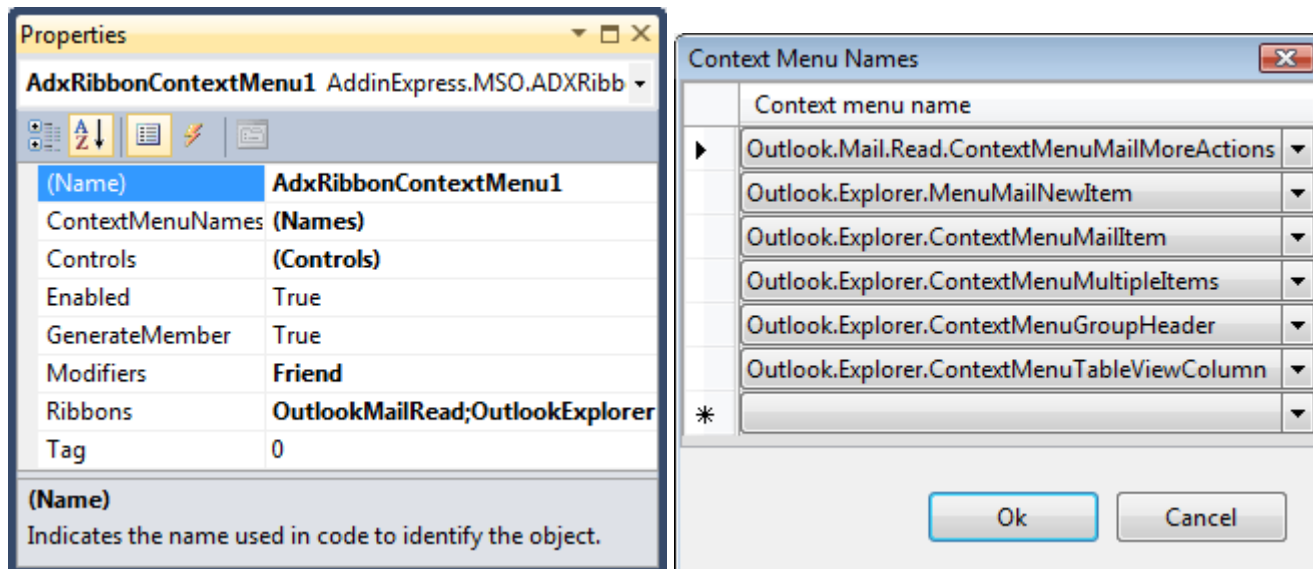 Properties
AdxRibbonContextMenu1 AddinExpress.MSO.ADXRibb
(Name) AdxRibbonContextMenu1
ContextMenuNames (Names)
Controls (Controls)
Enabled True
GenerateMember True
Modifiers Friend
Ribbons OutlookMailRead;OutlookExplorer
Tag 0
(Name)
Indicates the name used in code to identify the object.
Context Menu Names
Context menu name
Outlook.Mail.Read.ContextMenuMailMoreActions
Outlook.Explorer.MenuMailNewItem
Outlook.Explorer.ContextMenuMailItem
Outlook.Explorer.ContextMenuMultipleItems
Outlook.Explorer.ContextMenuGroupHeader
Outlook.Explorer.ContextMenuTableViewColumn
Ok Cancel